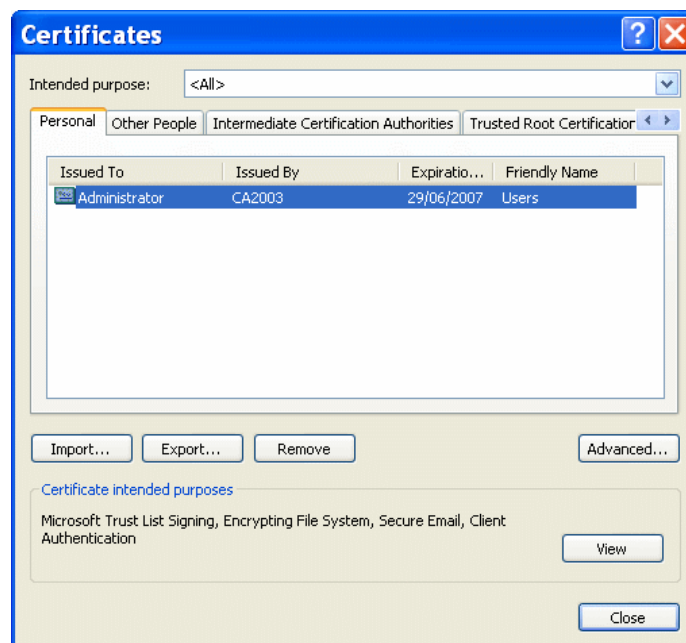 Certificates
Intended purpose: <All>
Personal Other People Intermediate Certification Authorities Trusted Root Certification
Issued To Issued By Expiratio... Friendly Name
Administrator CA2003 29/06/2007 Users
Import... Export... Remove Advanced...
Certificate intended purposes
Microsoft Trust List Signing, Encrypting File System, Secure Email, Client
Authentication
View
Close